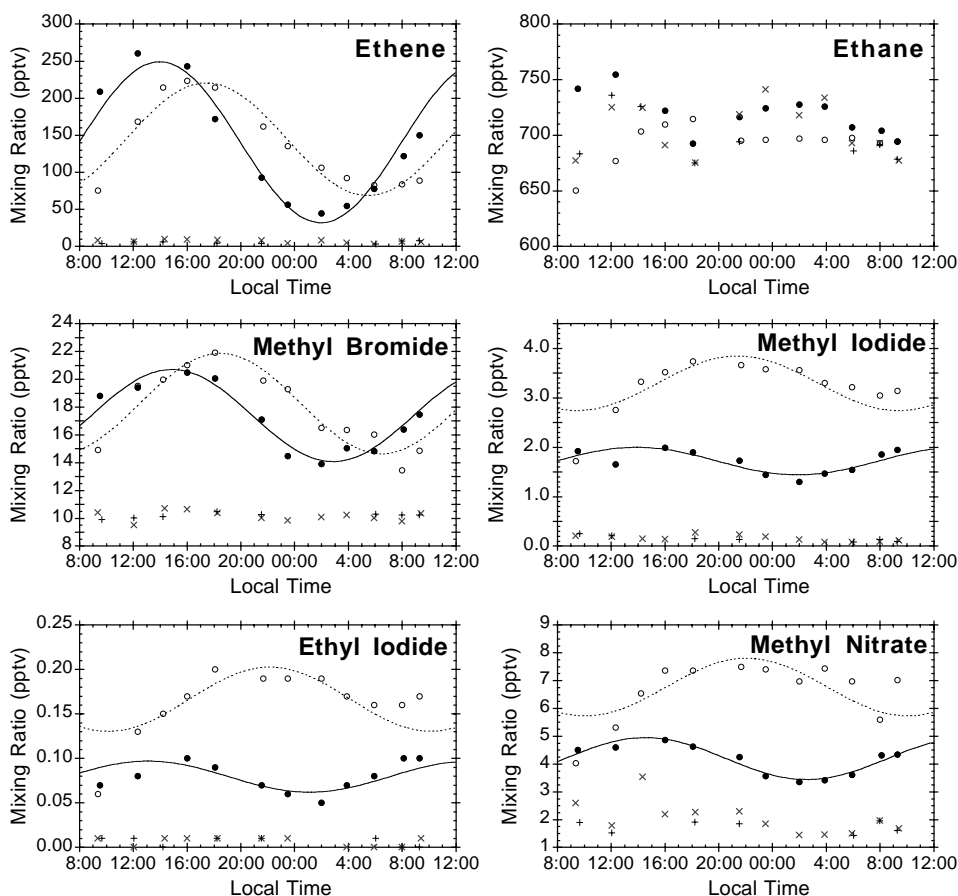 Ethene
Mixing Ratio (pptv)
300
250
200
150
100
50
0
8:00 12:00 16:00 20:00 00:00 4:00 8:00 12:00
Local Time
Ethane
Mixing Ratio (pptv)
800
750
700
650
600
8:00 12:00 16:00 20:00 00:00 4:00 8:00 12:00
Local Time
Methyl Bromide
Mixing Ratio (pptv)
24
22
20
18
16
14
12
10
8
8:00 12:00 16:00 20:00 00:00 4:00 8:00 12:00
Local Time
Methyl Iodide
Mixing Ratio (pptv)
4.0
3.0
2.0
1.0
0.0
8:00 12:00 16:00 20:00 00:00 4:00 8:00 12:00
Local Time
Ethyl Iodide
Mixing Ratio (pptv)
0.25
0.20
0.15
0.10
0.05
0.00
8:00 12:00 16:00 20:00 00:00 4:00 8:00 12:00
Local Time
Methyl Nitrate
Mixing Ratio (pptv)
9
8
7
6
5
4
3
2
1
8:00 12:00 16:00 20:00 00:00 4:00 8:00 12:00
Local Time